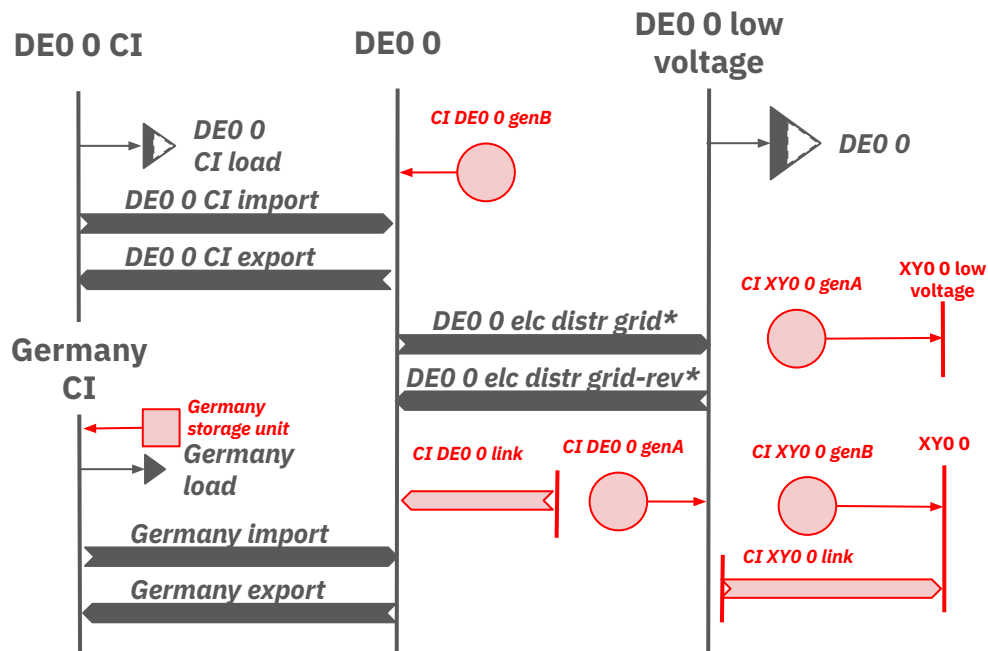 DE0 0 CI
DE0 0
DE0 0 low
voltage
CI DE0 0 genB
DE0 0
CI load
DE0 0
DE0 0 CI import
DE0 0 CI export
CI XY0 0 genA
XY0 0 low
voltage
DE0 0 elc distr grid*
Germany
CI
DE0 0 elc distr grid-rev*
Germany
storage unit
Germany
load
CI DE0 0 link
CI DE0 0 genA
CI XY0 0 genB
XY0 0
Germany import
CI XY0 0 link
Germany export